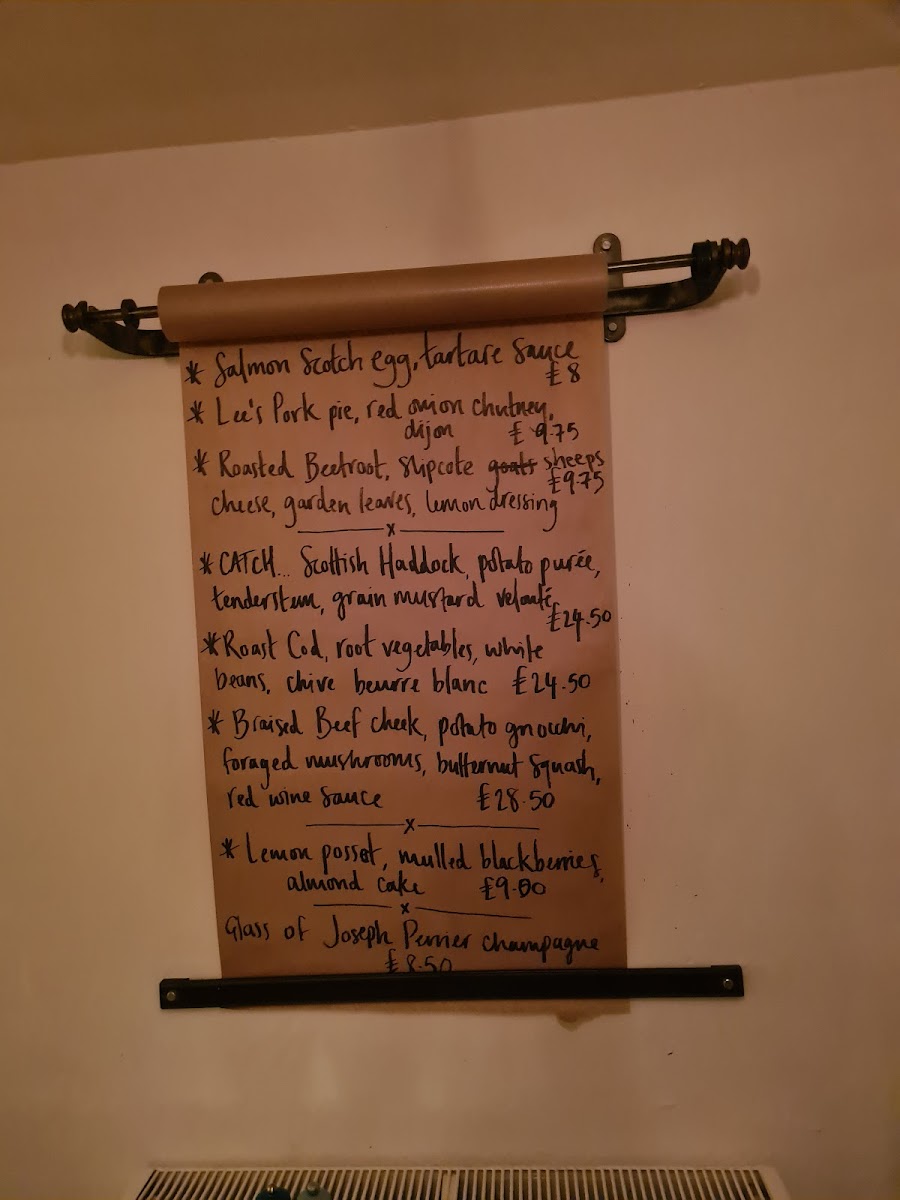 * Salmon Scotch egg, tartare sauce
£8
* Lee's Pork pie, red onion chutney,
dijon £9.75
* Roasted Beetroot, slipcote goats sheeps
£9.75
cheese, garden leaves, lemon dressing
x
* CATCH... Scottish Haddock, potato purée,
tenderstem, grain mustard velouté
£24.50
* Roast Cod, root vegetables, white
beans, chive beurre blanc £24.50
* Braised Beef cheek, potato gnocchi,
foraged mushrooms, butternut squash,
red wine sauce £28.50
x
* Lemon posset, mulled blackberries,
almond cake £9.00
x
Glass of Joseph Perrier champagne
£8.50